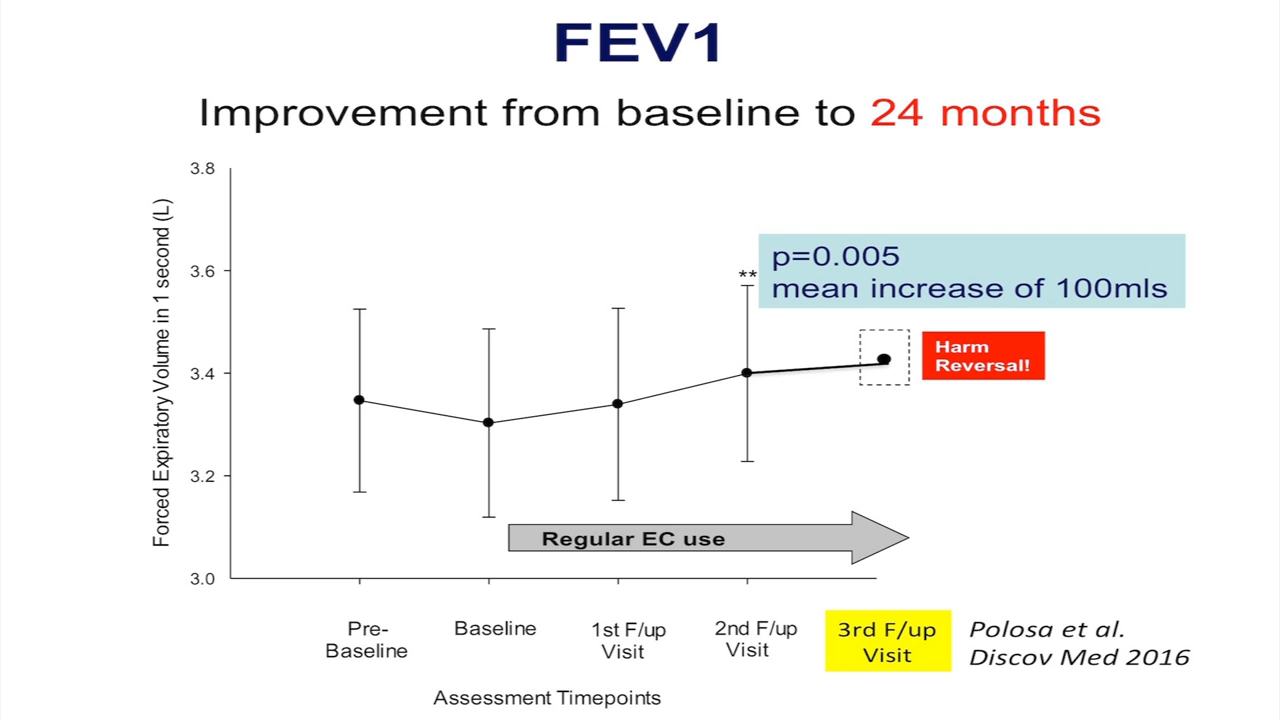 FEV1
Improvement from baseline to 24 months
3.8
3.6
3.4
3.2
3.0
Forced Expiratory Volume in 1 second (L)
**
p=0.005
mean increase of 100mls
Harm
Reversal!
Regular EC use
Pre-
Baseline
Baseline
1st F/up
Visit
2nd F/up
Visit
3rd F/up
Visit
Polosa et al.
Discov Med 2016
Assessment Timepoints